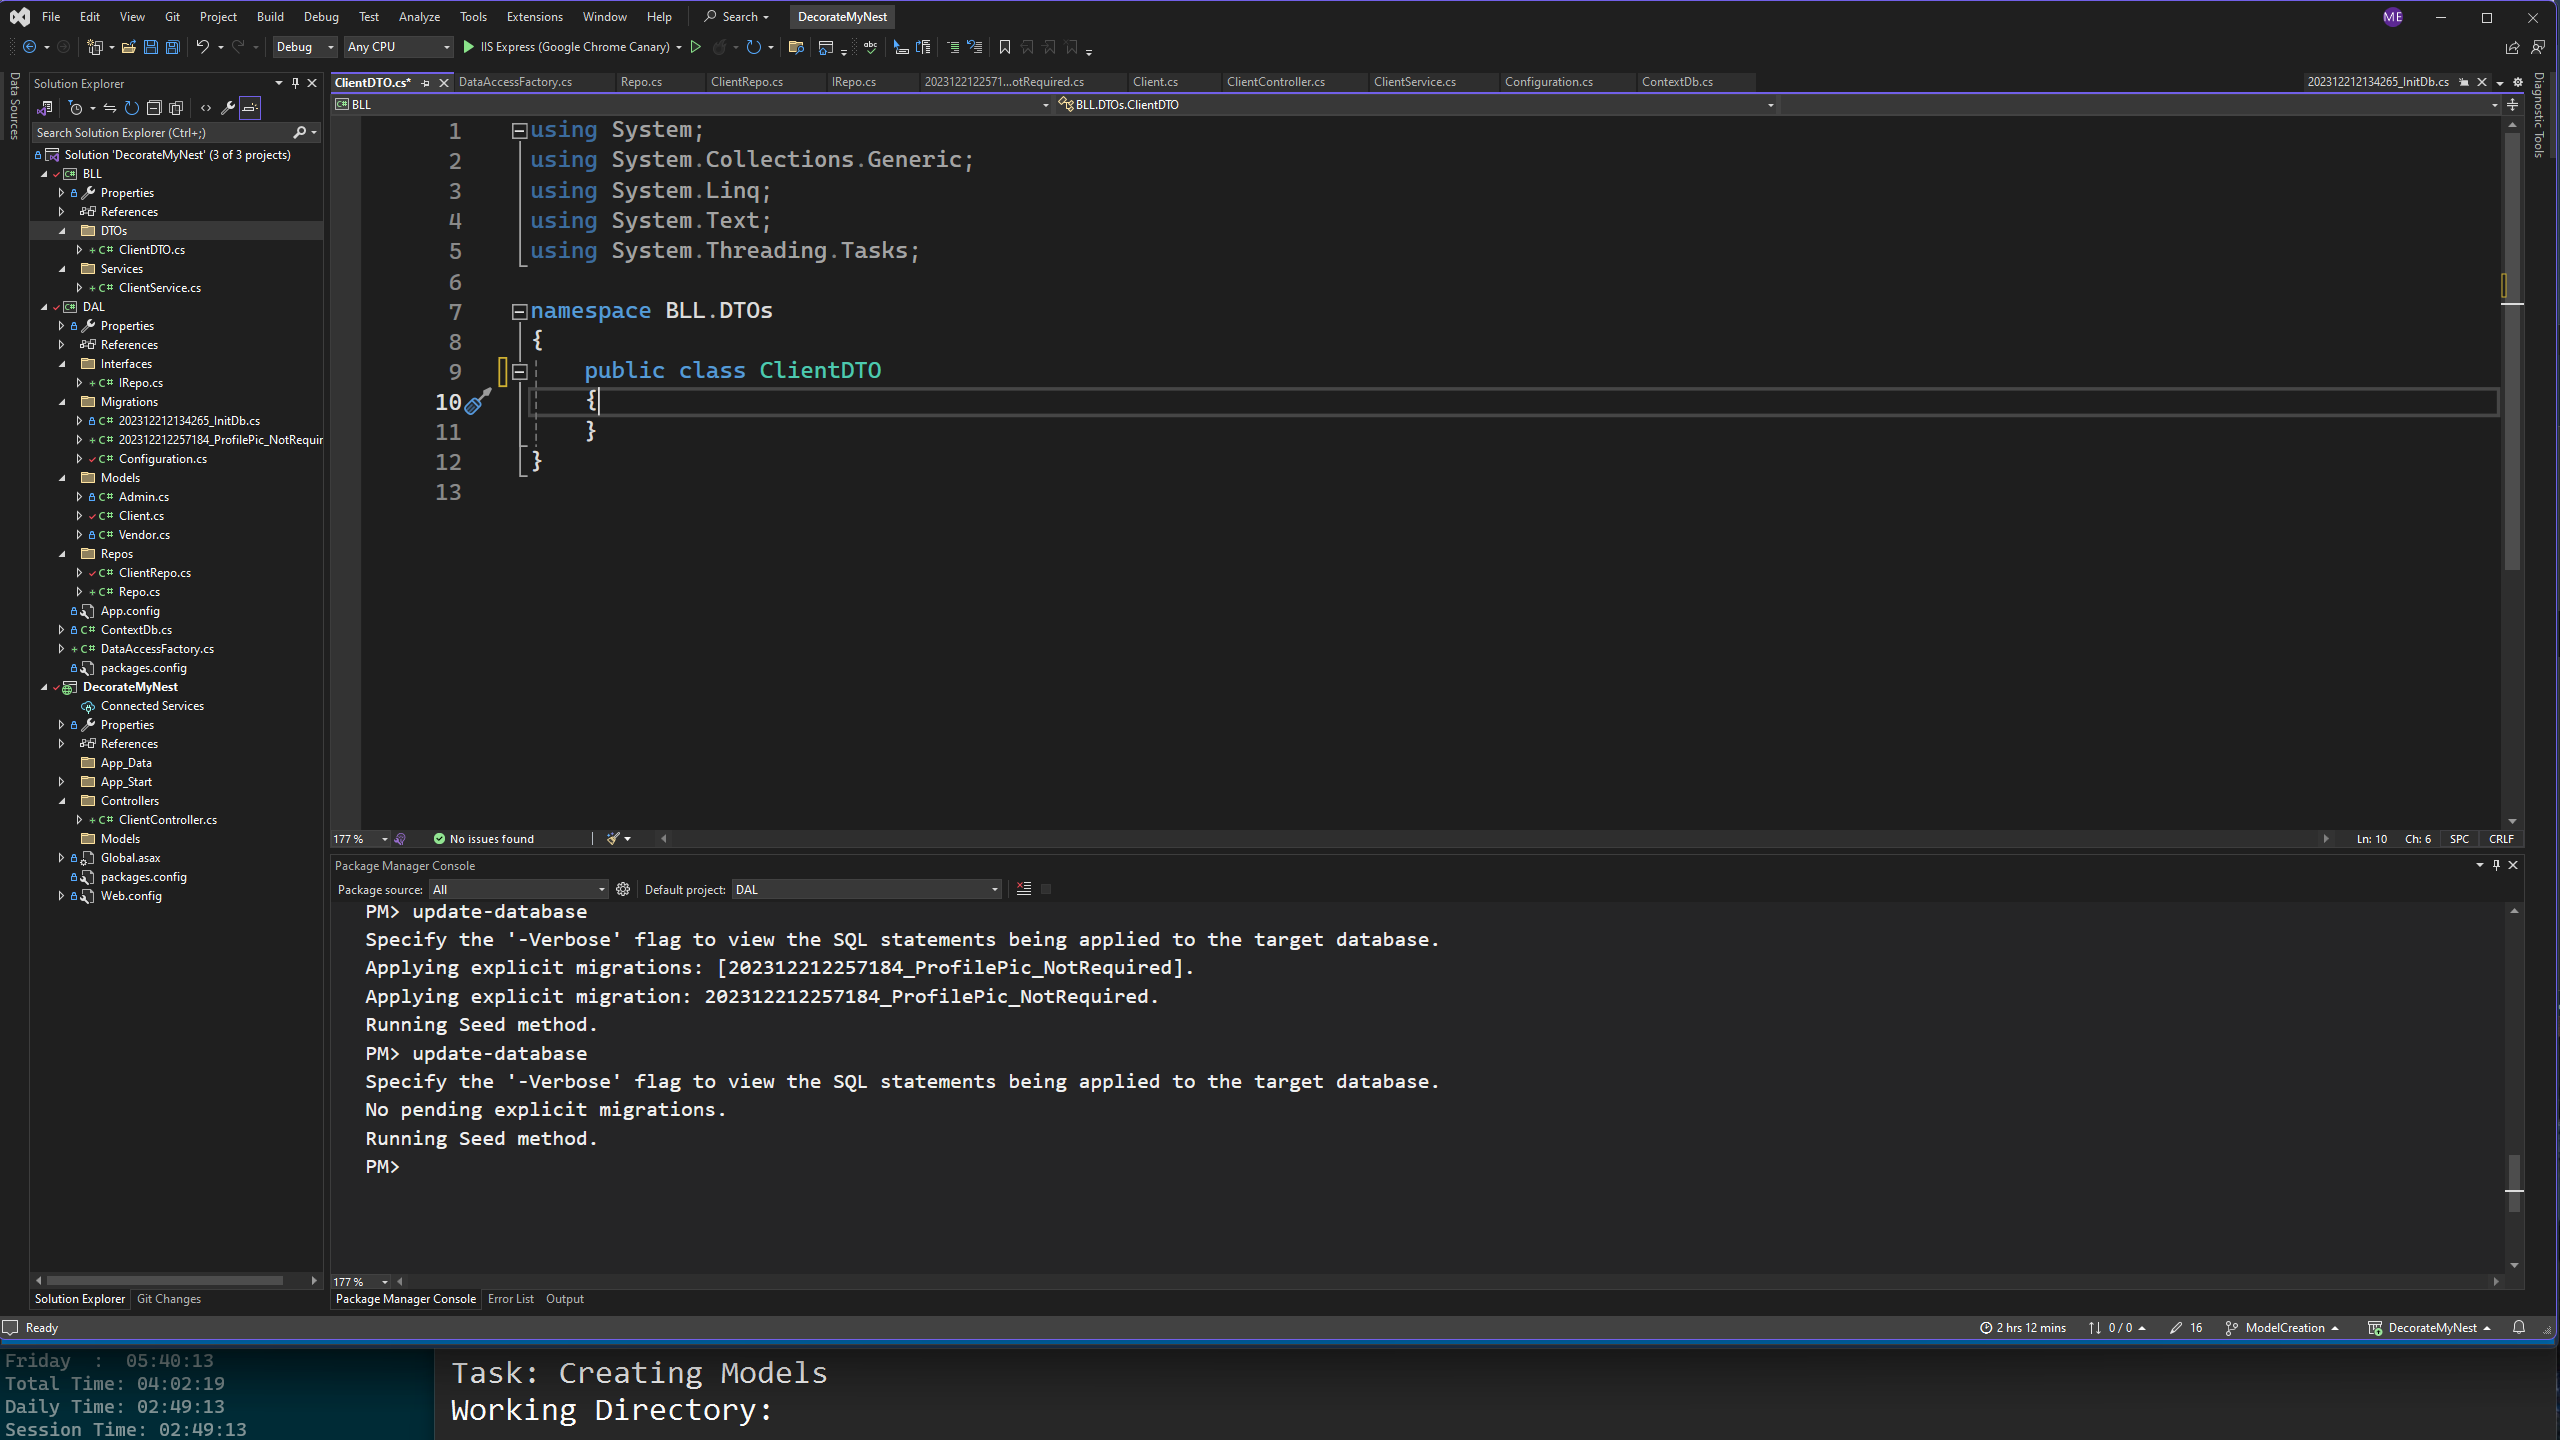 File Edit View Git Project Build Debug Test Analyze Tools Extensions Window Help Search DecorateMyNest ME
Debug Any CPU IIS Express (Google Chrome Canary)
Data Sources
Solution Explorer
Search Solution Explorer (Ctrl+;)
Solution 'DecorateMyNest' (3 of 3 projects)
BLL
Properties
References
DTOs
C# ClientDTO.cs
Services
C# ClientService.cs
DAL
Properties
References
Interfaces
C# IRepo.cs
Migrations
C# 202312212134265_InitDb.cs
C# 202312212257184_ProfilePic_NotRequir
C# Configuration.cs
Models
C# Admin.cs
C# Client.cs
C# Vendor.cs
Repos
C# ClientRepo.cs
C# Repo.cs
App.config
C# ContextDb.cs
C# DataAccessFactory.cs
packages.config
DecorateMyNest
Connected Services
Properties
References
App_Data
App_Start
Controllers
C# ClientController.cs
Models
Global.asax
packages.config
Web.config
Solution Explorer Git Changes
ClientDTO.cs* DataAccessFactory.cs Repo.cs ClientRepo.cs IRepo.cs 2023122122571...otRequired.cs Client.cs ClientController.cs ClientService.cs Configuration.cs ContextDb.cs 202312212134265_InitDb.cs
C# BLL BLL.DTOs.ClientDTO
Diagnostic Tools
1 using System;
2 using System.Collections.Generic;
3 using System.Linq;
4 using System.Text;
5 using System.Threading.Tasks;
6
7 namespace BLL.DTOs
8 {
9 public class ClientDTO
10 {
11 }
12 }
13
177 % No issues found Ln: 10 Ch: 6 SPC CRLF
Package Manager Console
Package source: All Default project: DAL
PM> update-database
Specify the '-Verbose' flag to view the SQL statements being applied to the target database.
Applying explicit migrations: [202312212257184_ProfilePic_NotRequired].
Applying explicit migration: 202312212257184_ProfilePic_NotRequired.
Running Seed method.
PM> update-database
Specify the '-Verbose' flag to view the SQL statements being applied to the target database.
No pending explicit migrations.
Running Seed method.
PM>
177 %
Package Manager Console Error List Output
Ready 2 hrs 12 mins 0 / 0 16 ModelCreation DecorateMyNest
Friday : 05:40:13
Total Time: 04:02:19
Daily Time: 02:49:13
Session Time: 02:49:13
Task: Creating Models
Working Directory: